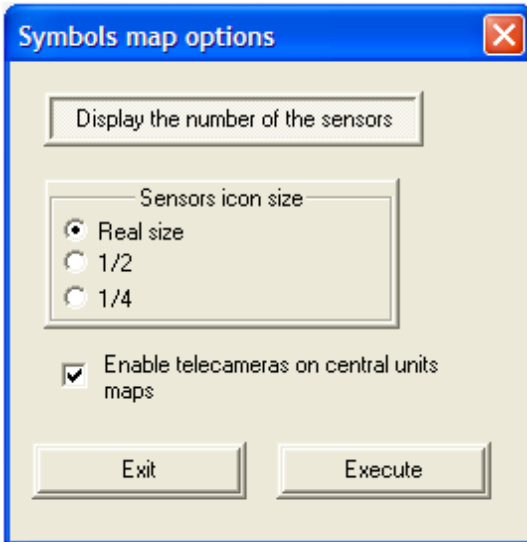 Symbols map options
Display the number of the sensors
Sensors icon size
Real size
1/2
1/4
Enable telecameras on central units
maps
Exit
Execute